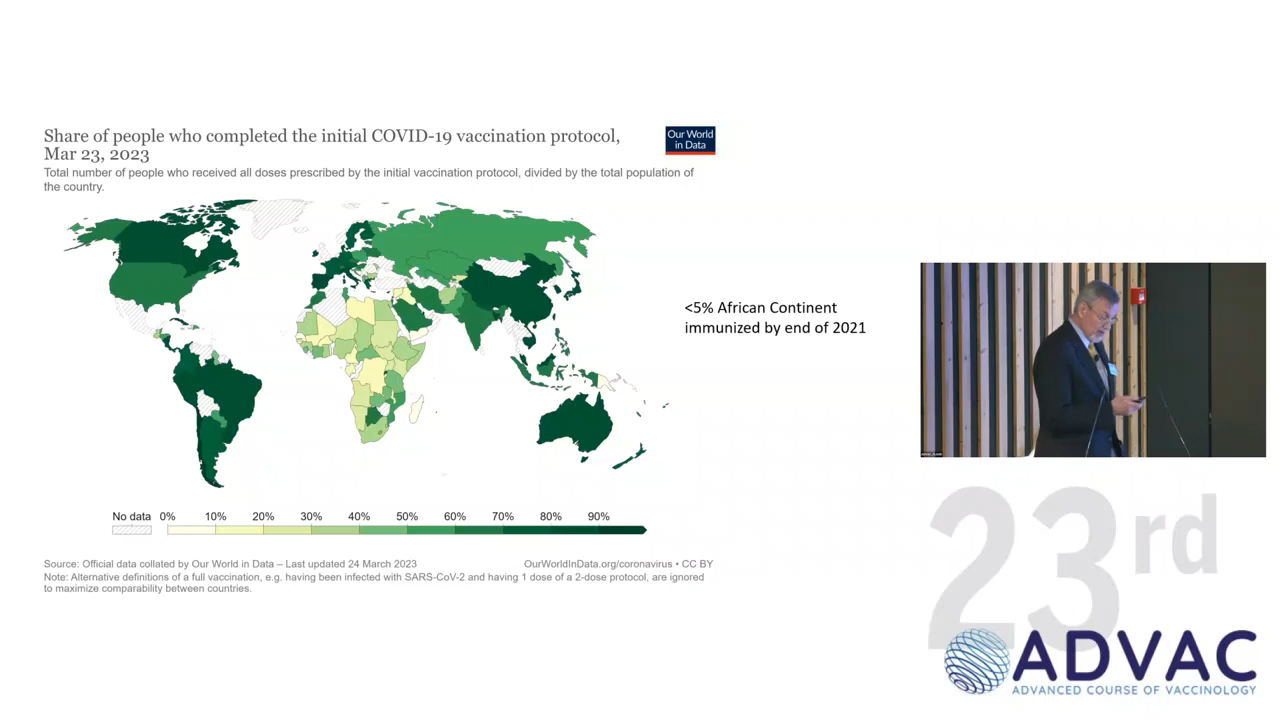 Share of people who completed the initial COVID-19 vaccination protocol,
Mar 23, 2023
Our World
in Data
Total number of people who received all doses prescribed by the initial vaccination protocol, divided by the total population of
the country.
<5% African Continent
immunized by end of 2021
No data 0% 10% 20% 30% 40% 50% 60% 70% 80% 90%
Source: Official data collated by Our World in Data – Last updated 24 March 2023
OurWorldInData.org/coronavirus • CC BY
Note: Alternative definitions of a full vaccination, e.g. having been infected with SARS-CoV-2 and having 1 dose of a 2-dose protocol, are ignored
to maximize comparability between countries.
23rd
ADVAC
ADVANCED COURSE OF VACCINOLOGY